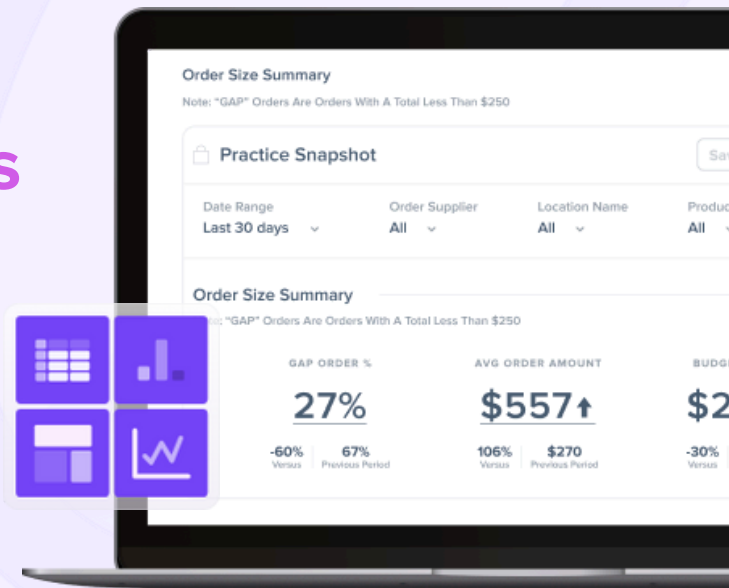 Order Size Summary
Note: "GAP" Orders Are Orders With A Total Less Than $250
s
Practice Snapshot
Date Range Order Supplier Location Name
Last 30 days All All All
Order Size Summary
"GAP" Orders Are Orders With A Total Less Than $250
GAP ORDER % AVG ORDER AMOUNT
27% $557 $2
-60% 67% 106% $270 -30%
Versus Previous Period Versus Previous Period Versus